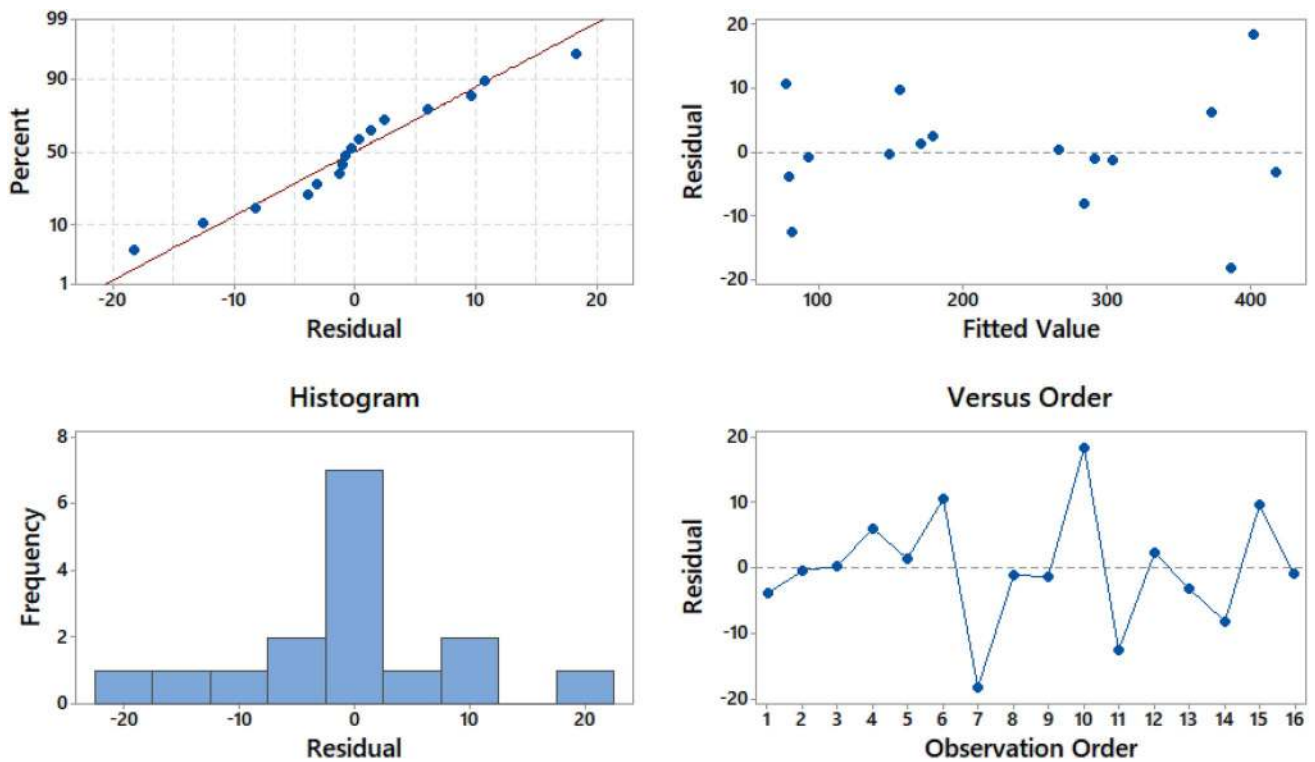 99
90
50
10
1
Percent
-20 -10 0 10 20
Residual
20
10
0
-10
-20
Residual
100 200 300 400
Fitted Value
Histogram
8
6
4
2
0
Frequency
-20 -10 0 10 20
Residual
Versus Order
20
10
0
-10
-20
Residual
1 2 3 4 5 6 7 8 9 10 11 12 13 14 15 16
Observation Order